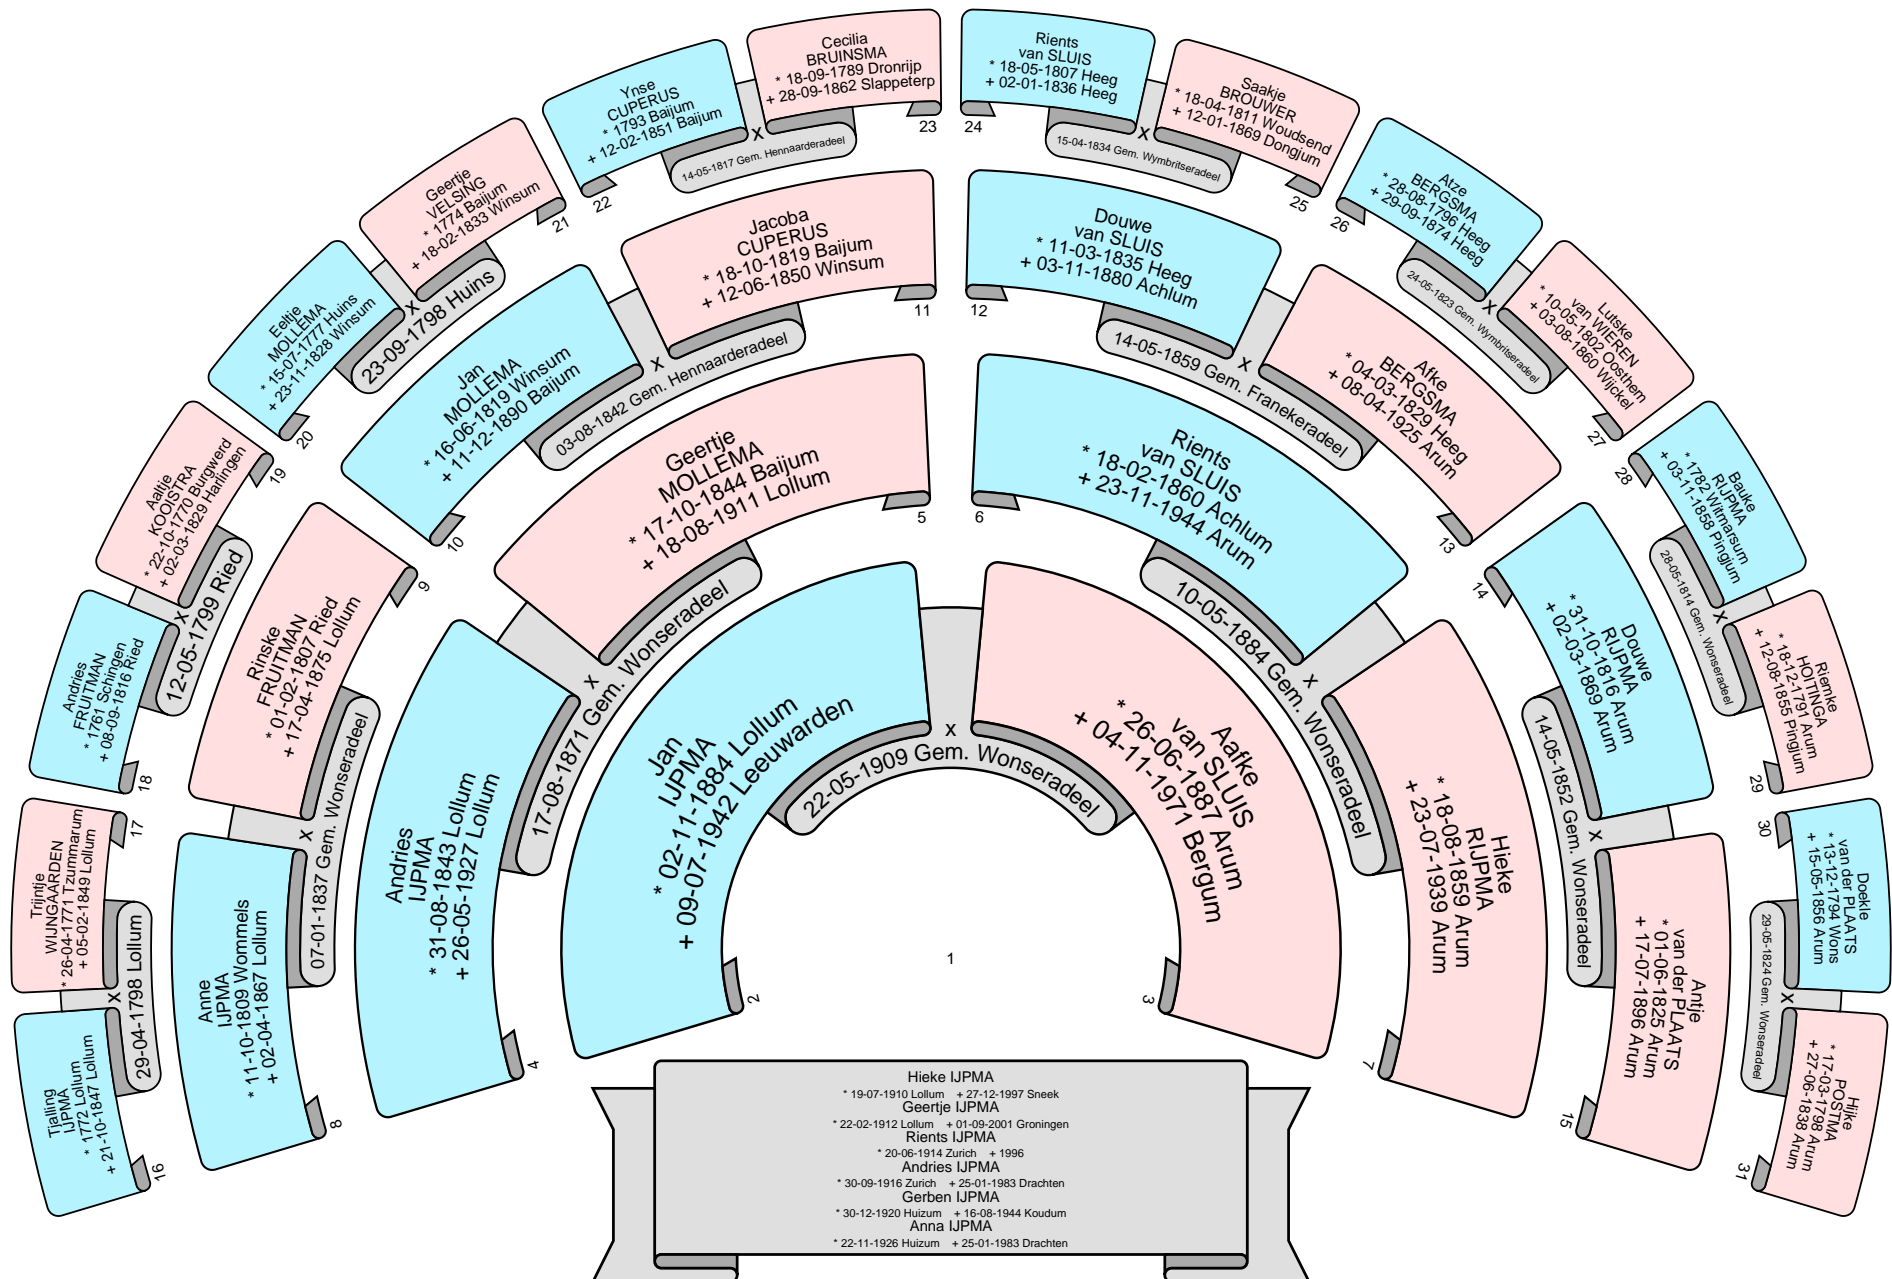 Cecilia
BRUINSMA
* 18-09-1789 Dronrijp
+ 28-09-1862 Slappeterp
23
Rients
van SLUIS
* 18-05-1807 Heeg
+ 02-01-1836 Heeg
24
Ynse
CUPERUS
* 1793 Baijum
+ 12-02-1851 Baijum
22
x
14-05-1817 Gem. Hennaarderadeel
Saakje
BROUWER
* 18-04-1811 Woudsend
+ 12-01-1869 Dongjum
25
x
15-04-1834 Gem. Wymbritseradeel
Geertje
VELSING
* 1774 Baijum
+ 18-02-1833 Winsum
21
Atze
BERGSMA
* 28-08-1796 Heeg
+ 29-09-1874 Heeg
26
Eeltje
MOLLEMA
* 15-07-1777 Huins
+ 23-11-1828 Winsum
20
x
23-09-1798 Huins
Lutske
van WIEREN
* 10-05-1802 Oosthem
+ 03-08-1860 Wijckel
27
x
24-05-1823 Gem. Wymbritseradeel
Aaltje
KOOISTRA
* 22-10-1770 Burgwerd
+ 02-03-1829 Harlingen
19
Bauke
RIJPMA
* 1782 Witmarsum
+ 03-11-1858 Pingjum
28
Andries
FRUITMAN
* 1761 Schingen
+ 08-09-1816 Ried
18
x
12-05-1799 Ried
Riemke
HOITINGA
* 18-12-1791 Arum
+ 12-08-1855 Pingjum
29
x
28-05-1814 Gem. Wonseradeel
Trijntje
WIJNGAARDEN
* 26-04-1771 Tzummarum
+ 05-02-1849 Lollum
17
Doekle
van der PLAATS
* 13-12-1794 Wons
+ 15-05-1856 Arum
30
Tjalling
IJPMA
* 1772 Lollum
+ 21-10-1847 Lollum
16
x
29-04-1798 Lollum
Hijke
POSTMA
* 17-03-1798 Arum
+ 27-06-1838 Arum
31
x
29-05-1824 Gem. Wonseradeel
Jacoba
CUPERUS
* 18-10-1819 Baijum
+ 12-06-1850 Winsum
11
Douwe
van SLUIS
* 11-03-1835 Heeg
+ 03-11-1880 Achlum
12
Jan
MOLLEMA
* 16-06-1819 Winsum
+ 11-12-1890 Baijum
10
x
03-08-1842 Gem. Hennaarderadeel
Afke
BERGSMA
* 04-03-1829 Heeg
+ 08-04-1925 Arum
13
x
14-05-1859 Gem. Franekeradeel
Rinske
FRUITMAN
* 01-02-1807 Ried
+ 17-04-1875 Lollum
9
Douwe
RIJPMA
* 31-10-1816 Arum
+ 02-03-1869 Arum
14
Anne
IJPMA
* 11-10-1809 Wommels
+ 02-04-1867 Lollum
8
x
07-01-1837 Gem. Wonseradeel
Antje
van der PLAATS
* 01-06-1825 Arum
+ 17-07-1896 Arum
15
x
14-05-1852 Gem. Wonseradeel
Geertje
MOLLEMA
* 17-10-1844 Baijum
+ 18-08-1911 Lollum
5
Rients
van SLUIS
* 18-02-1860 Achlum
+ 23-11-1944 Arum
6
Andries
IJPMA
* 31-08-1843 Lollum
+ 26-05-1927 Lollum
4
x
17-08-1871 Gem. Wonseradeel
Hieke
RIJPMA
* 18-08-1859 Arum
+ 23-07-1939 Arum
7
x
10-05-1884 Gem. Wonseradeel
Jan
IJPMA
* 02-11-1884 Lollum
+ 09-07-1942 Leeuwarden
2
x
22-05-1909 Gem. Wonseradeel
Aafke
van SLUIS
* 26-06-1887 Arum
+ 04-11-1971 Bergum
3
1
Hieke IJPMA
* 19-07-1910 Lollum + 27-12-1997 Sneek
Geertje IJPMA
* 22-02-1912 Lollum + 01-09-2001 Groningen
Rients IJPMA
* 20-06-1914 Zurich + 1996
Andries IJPMA
* 30-09-1916 Zurich + 25-01-1983 Drachten
Gerben IJPMA
* 30-12-1920 Huizum + 16-08-1944 Koudum
Anna IJPMA
* 22-11-1926 Huizum + 25-01-1983 Drachten